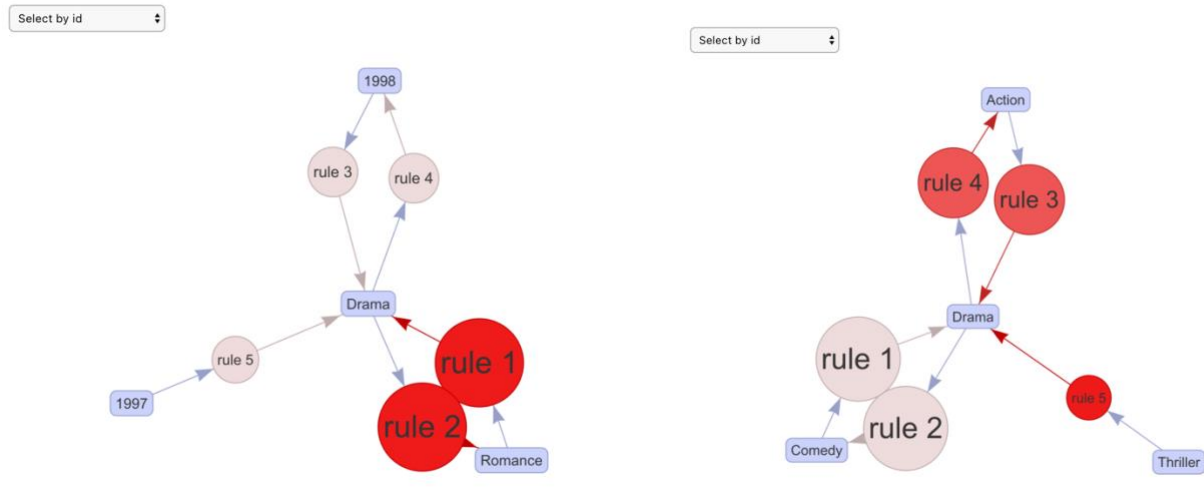 Select by id
1998
rule 3
rule 4
Drama
rule 1
rule 5
1997
rule 2
Romance
Select by id
Action
rule 4
rule 3
Drama
rule 1
rule 5
rule 2
Comedy
Thriller